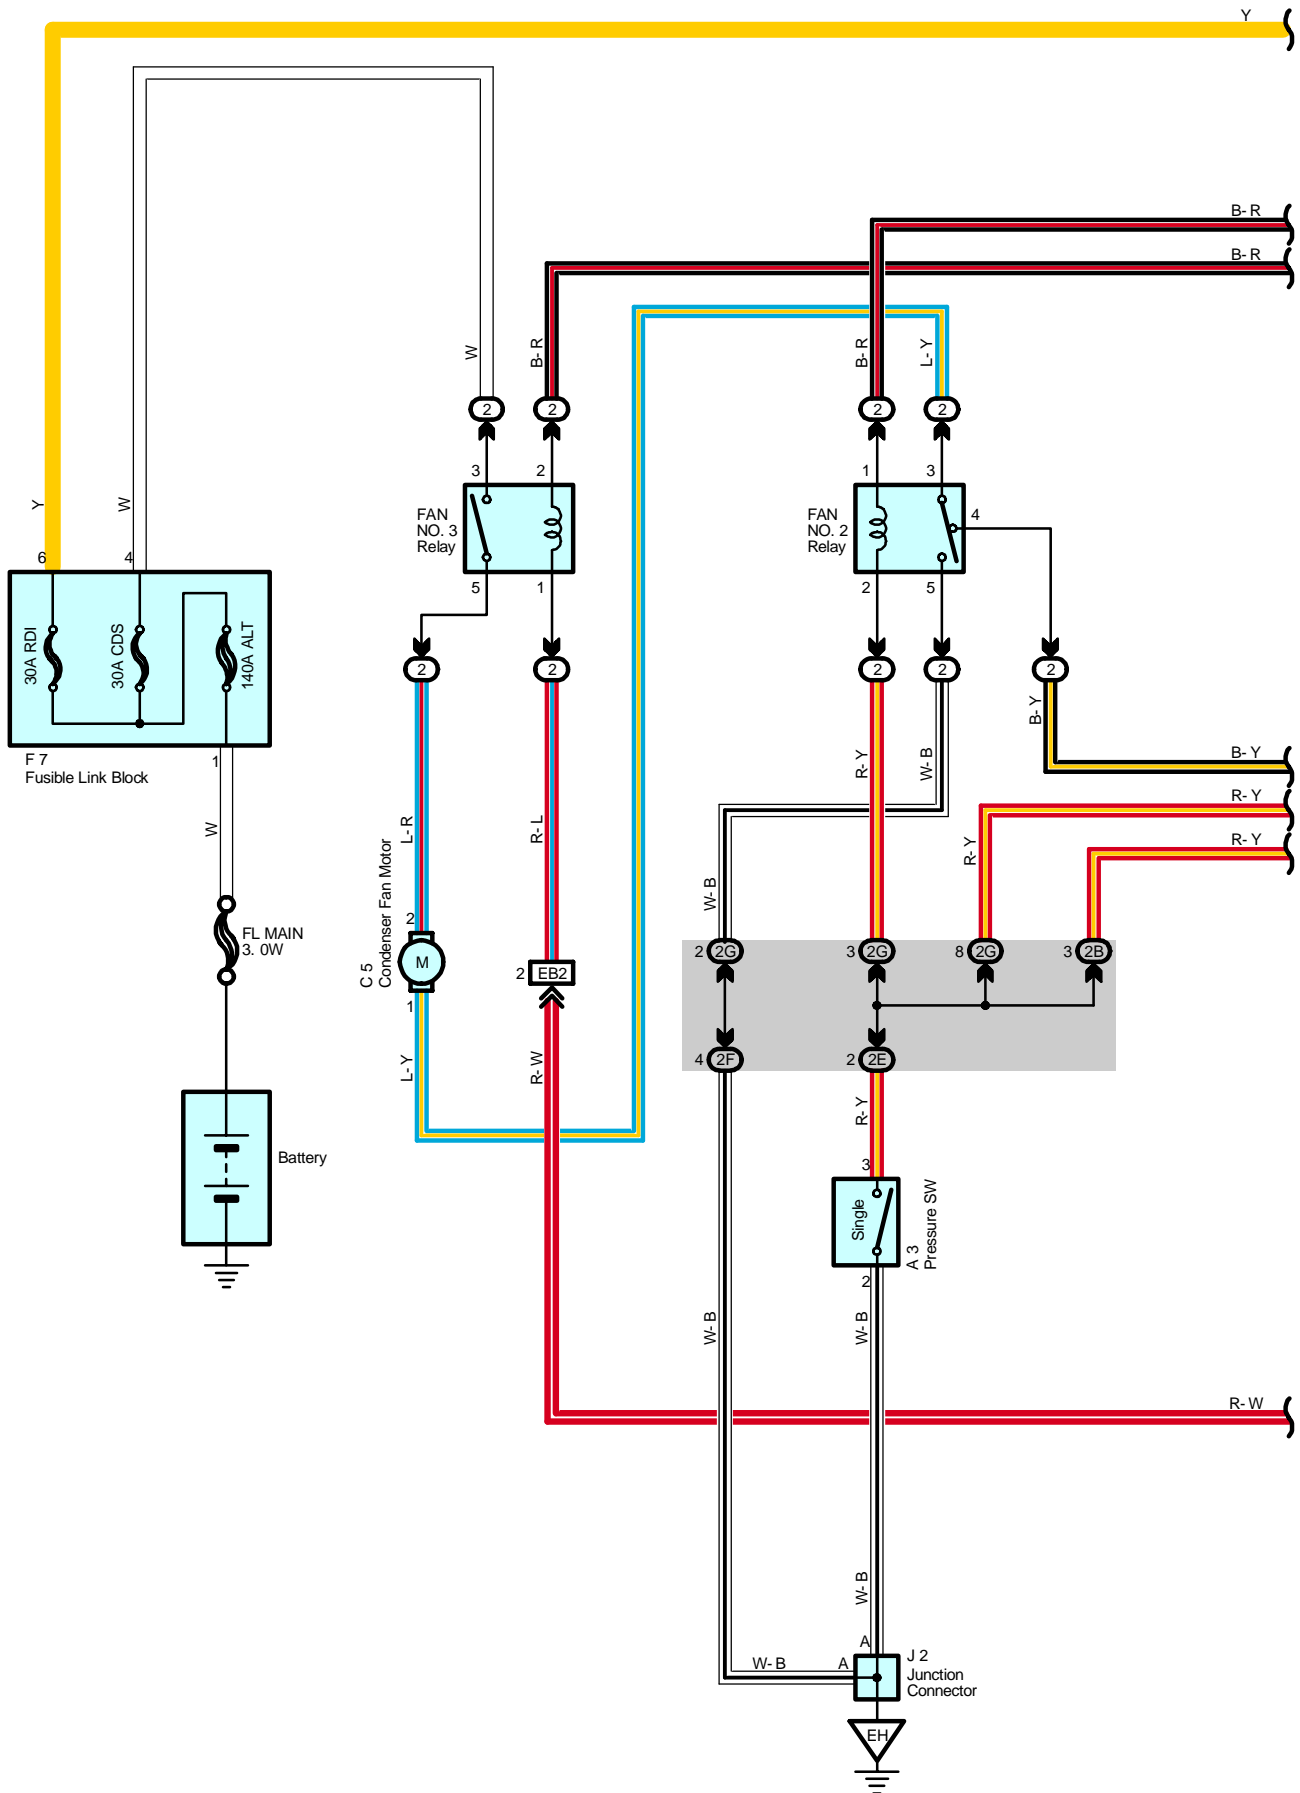 Y
B- R
B- R
W
B- R
B- R
L- Y
2
2
2
2
3
2
1
3
FAN
NO. 3
Relay
FAN
NO. 2
Relay
4
Y
W
6
4
5
1
2
5
30A RDI
30A CDS
140A ALT
2
2
2
2
2
F 7
Fusible Link Block
1
B- Y
B- Y
R- Y
W- B
R- Y
R- Y
R- Y
W
L- R
R- L
W- B
C 5
Condenser Fan Motor
2
M
1
FL MAIN
3. 0W
2 EB2
2 2G
3 2G
8 2G
3 2B
4 2F
2 2E
L- Y
R- W
R- Y
Battery
3
Single
A 3
Pressure SW
2
W- B
W- B
R- W
W- B
A
W- B
A
J 2
Junction
Connector
EH